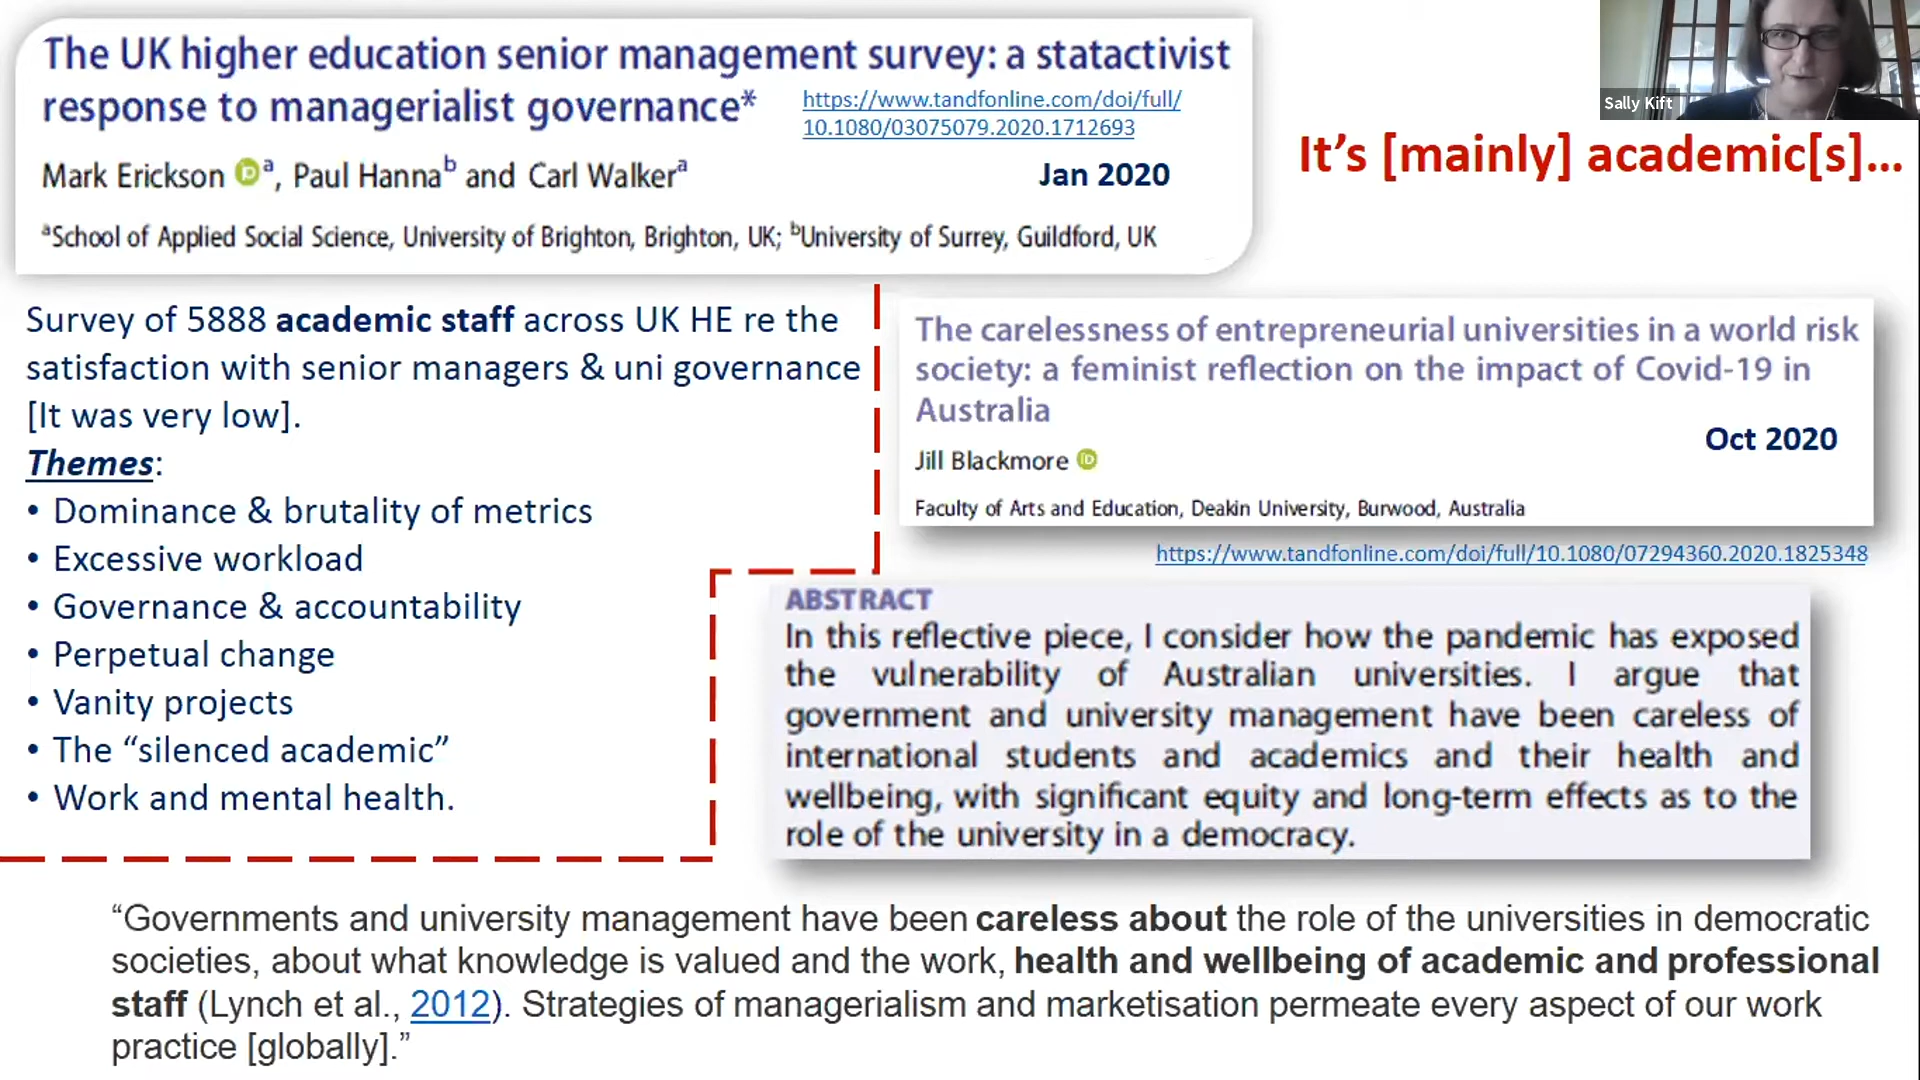 The UK higher education senior management survey: a statactivist
response to managerialist governance*
https://www.tandfonline.com/doi/full/
10.1080/03075079.2020.1712693
Mark Erickson iD a, Paul Hanna b and Carl Walker a
Jan 2020
a School of Applied Social Science, University of Brighton, Brighton, UK; b University of Surrey, Guildford, UK
Sally Kift
It's [mainly] academic[s]...
Survey of 5888 academic staff across UK HE re the
satisfaction with senior managers & uni governance
[It was very low].
Themes:
• Dominance & brutality of metrics
• Excessive workload
• Governance & accountability
• Perpetual change
• Vanity projects
• The “silenced academic”
• Work and mental health.
The carelessness of entrepreneurial universities in a world risk
society: a feminist reflection on the impact of Covid-19 in
Australia
Oct 2020
Jill Blackmore iD
Faculty of Arts and Education, Deakin University, Burwood, Australia
https://www.tandfonline.com/doi/full/10.1080/07294360.2020.1825348
ABSTRACT
In this reflective piece, I consider how the pandemic has exposed
the vulnerability of Australian universities. I argue that
government and university management have been careless of
international students and academics and their health and
wellbeing, with significant equity and long-term effects as to the
role of the university in a democracy.
“Governments and university management have been careless about the role of the universities in democratic
societies, about what knowledge is valued and the work, health and wellbeing of academic and professional
staff (Lynch et al., 2012). Strategies of managerialism and marketisation permeate every aspect of our work
practice [globally].”